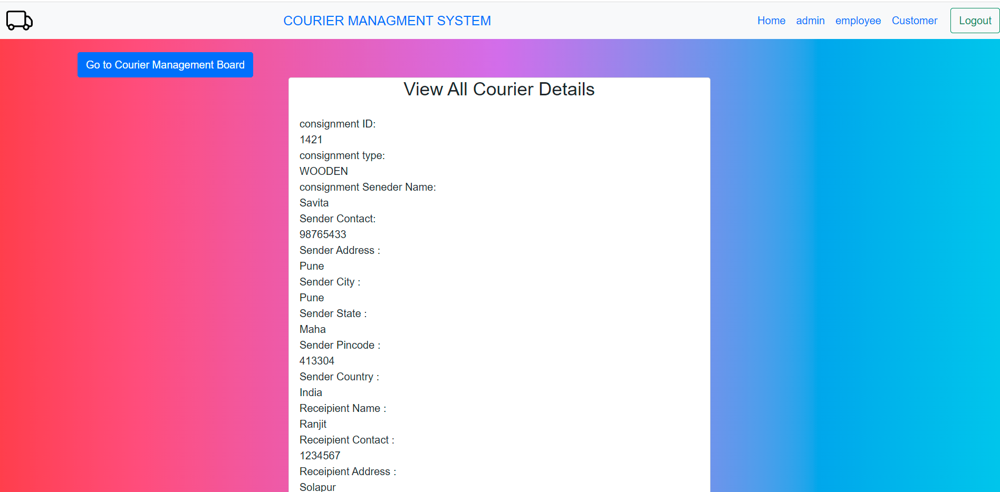 COURIER MANAGMENT SYSTEM
Home admin employee Customer Logout
Go to Courier Management Board
View All Courier Details
consignment ID:
1421
consignment type:
WOODEN
consignment Seneder Name:
Savita
Sender Contact:
98765433
Sender Address :
Pune
Sender City :
Pune
Sender State :
Maha
Sender Pincode :
413304
Sender Country :
India
Receipient Name :
Ranjit
Receipient Contact :
1234567
Receipient Address :
Solapur